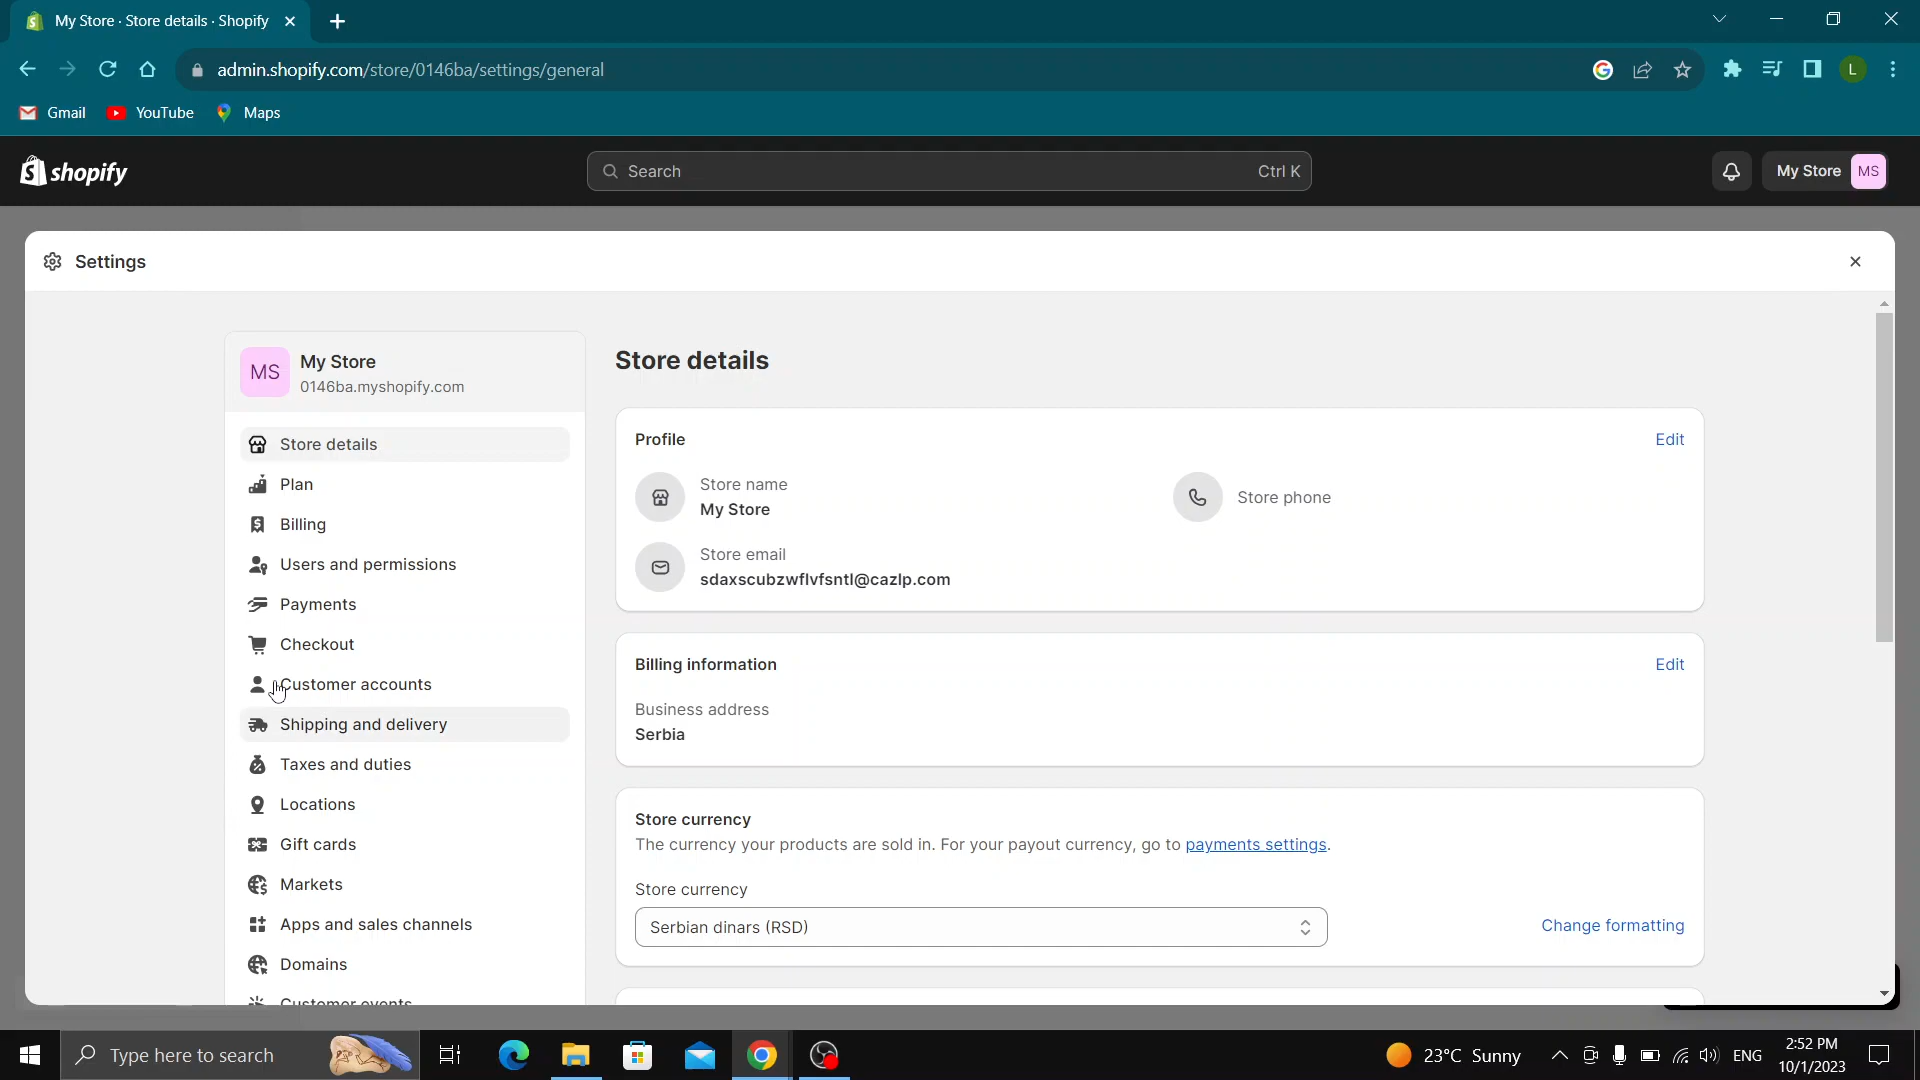 My Store · Store details · Shopify
admin.shopify.com/store/0146ba/settings/general
L
Gmail
YouTube
Maps
shopify
Search
Ctrl K
My Store
MS
Settings
MS
My Store
0146ba.myshopify.com
Store details
Plan
Billing
Users and permissions
Payments
Checkout
Customer accounts
Shipping and delivery
Taxes and duties
Locations
Gift cards
Markets
Apps and sales channels
Domains
Customer events
Store details
Profile
Edit
Store name
My Store
Store phone
Store email
sdaxscubzwflvfsntl@cazlp.com
Billing information
Edit
Business address
Serbia
Store currency
The currency your products are sold in. For your payout currency, go to payments settings.
Store currency
Serbian dinars (RSD)
Change formatting
Type here to search
23°C Sunny
ENG
2:52 PM
10/1/2023